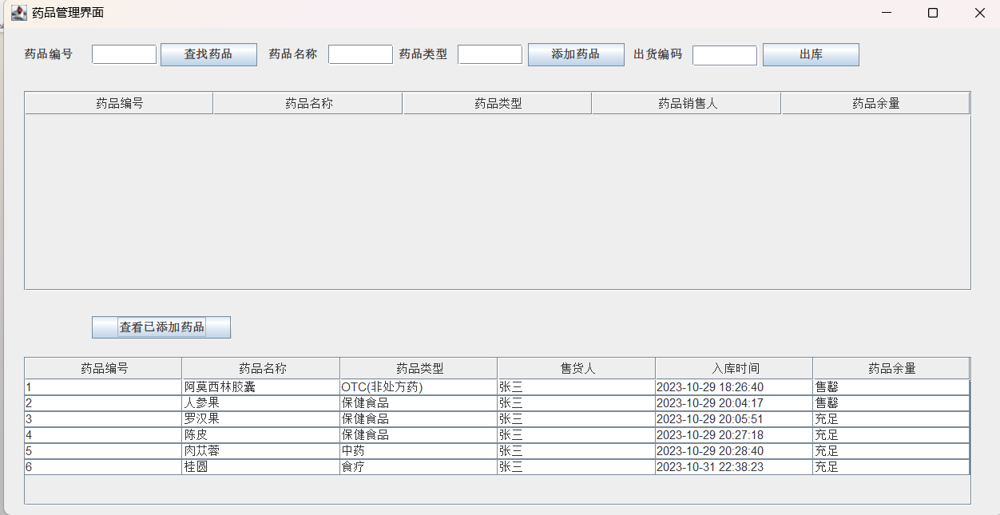 药品管理界面
药品编号 查找药品 药品名称 药品类型 添加药品 出货编码 出库
药品编号 药品名称 药品类型 药品销售人 药品余量
查看已添加药品
药品编号 药品名称 药品类型 售货人 入库时间 药品余量
1 阿莫西林胶囊 OTC(非处方药) 张三 2023-10-29 18:26:40 售罄
2 人参果 保健食品 张三 2023-10-29 20:04:17 售罄
3 罗汉果 保健食品 张三 2023-10-29 20:05:51 充足
4 陈皮 保健食品 张三 2023-10-29 20:27:18 充足
5 肉苁蓉 中药 张三 2023-10-29 20:28:40 充足
6 桂圆 食疗 张三 2023-10-31 22:38:23 充足